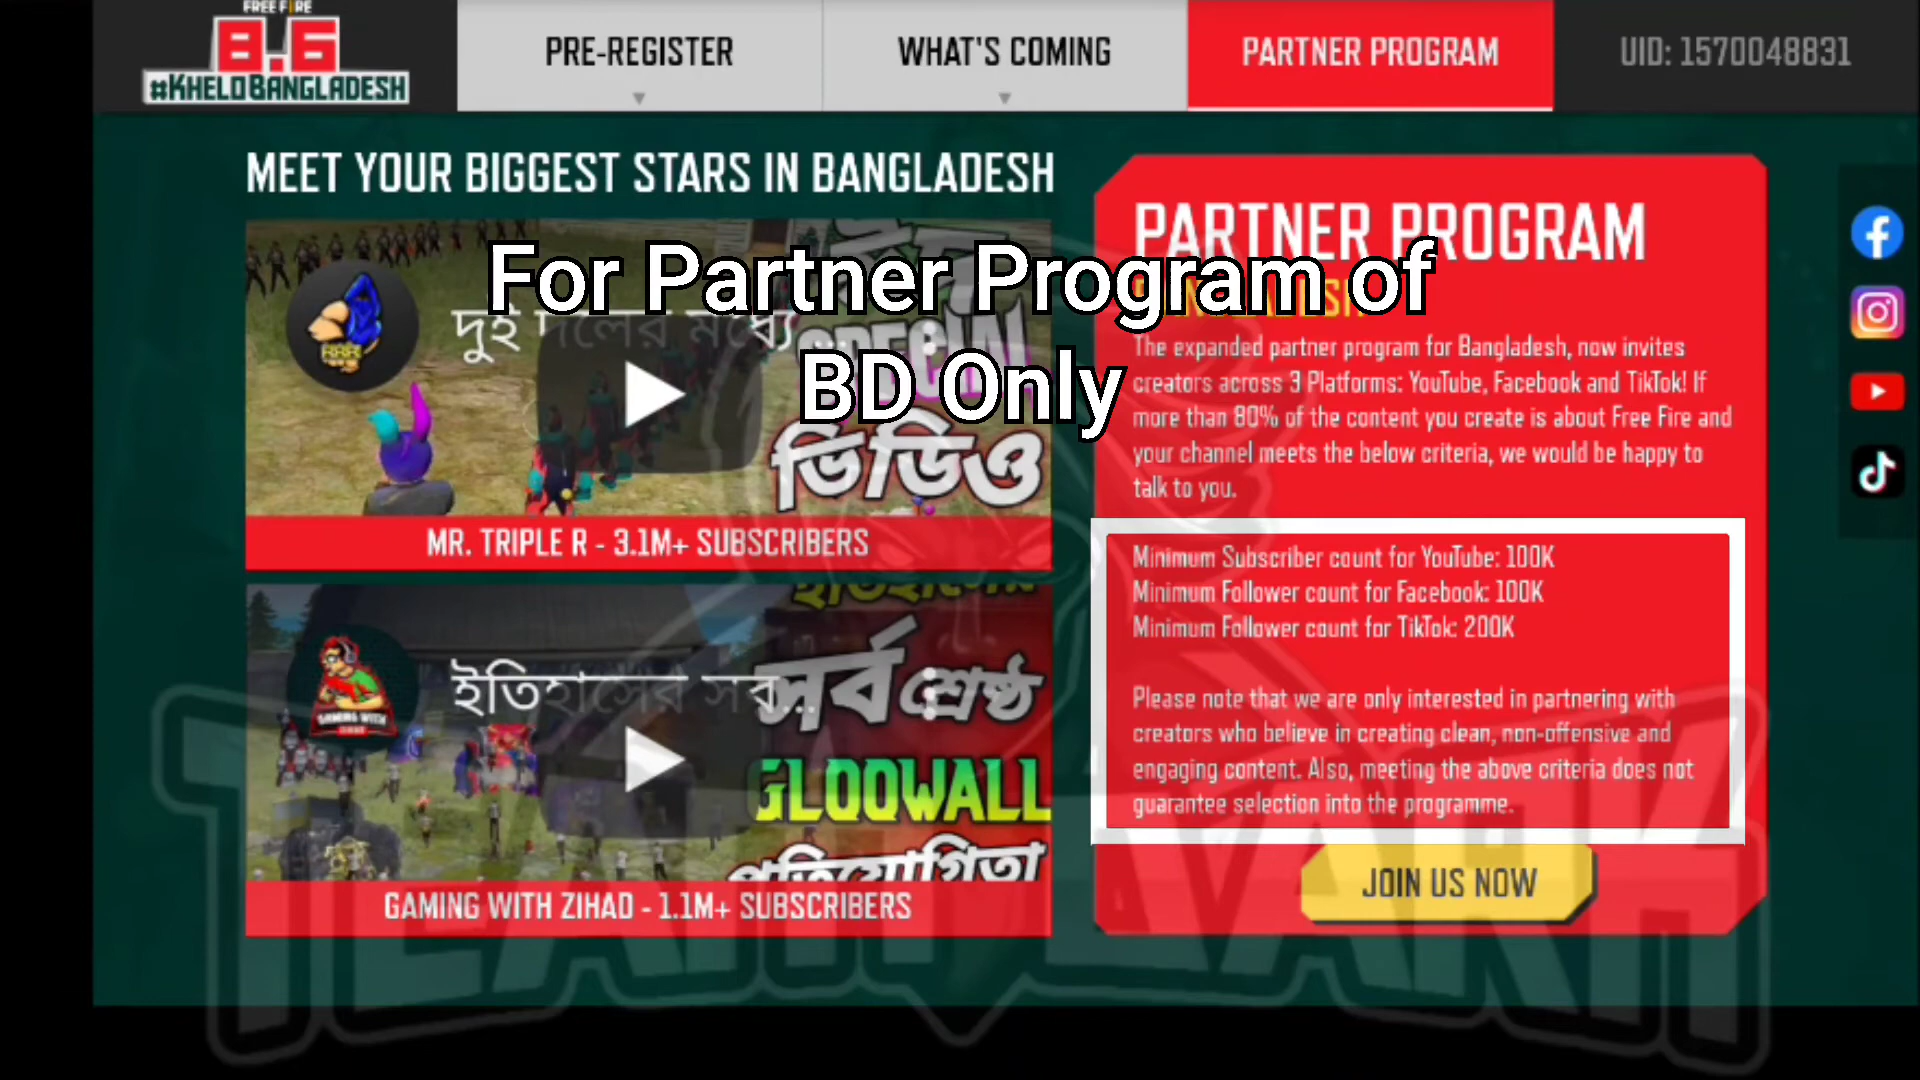 FREE FIRE
8.6
#KHELOBANGLADESH
PRE-REGISTER
WHAT'S COMING
PARTNER PROGRAM
UID: 1570048831
MEET YOUR BIGGEST STARS IN BANGLADESH
দুই দলের মধ্যে...
SPECIAL
ভিডিও
MR. TRIPLE R - 3.1M+ SUBSCRIBERS
ইতিহাসের সব...
ইতিহাসের
সর্ব শ্রেষ্ঠ
GLOOWALL
প্রতিযোগিতা
GAMING WITH ZIHAD - 1.1M+ SUBSCRIBERS
For Partner Program of
BD Only
PARTNER PROGRAM
The expanded partner program for Bangladesh, now invites
creators across 3 Platforms: YouTube, Facebook and TikTok! If
more than 80% of the content you create is about Free Fire and
your channel meets the below criteria, we would be happy to
talk to you.
Minimum Subscriber count for YouTube: 100K
Minimum Follower count for Facebook: 100K
Minimum Follower count for TikTok: 200K
Please note that we are only interested in partnering with
creators who believe in creating clean, non-offensive and
engaging content. Also, meeting the above criteria does not
guarantee selection into the programme.
JOIN US NOW